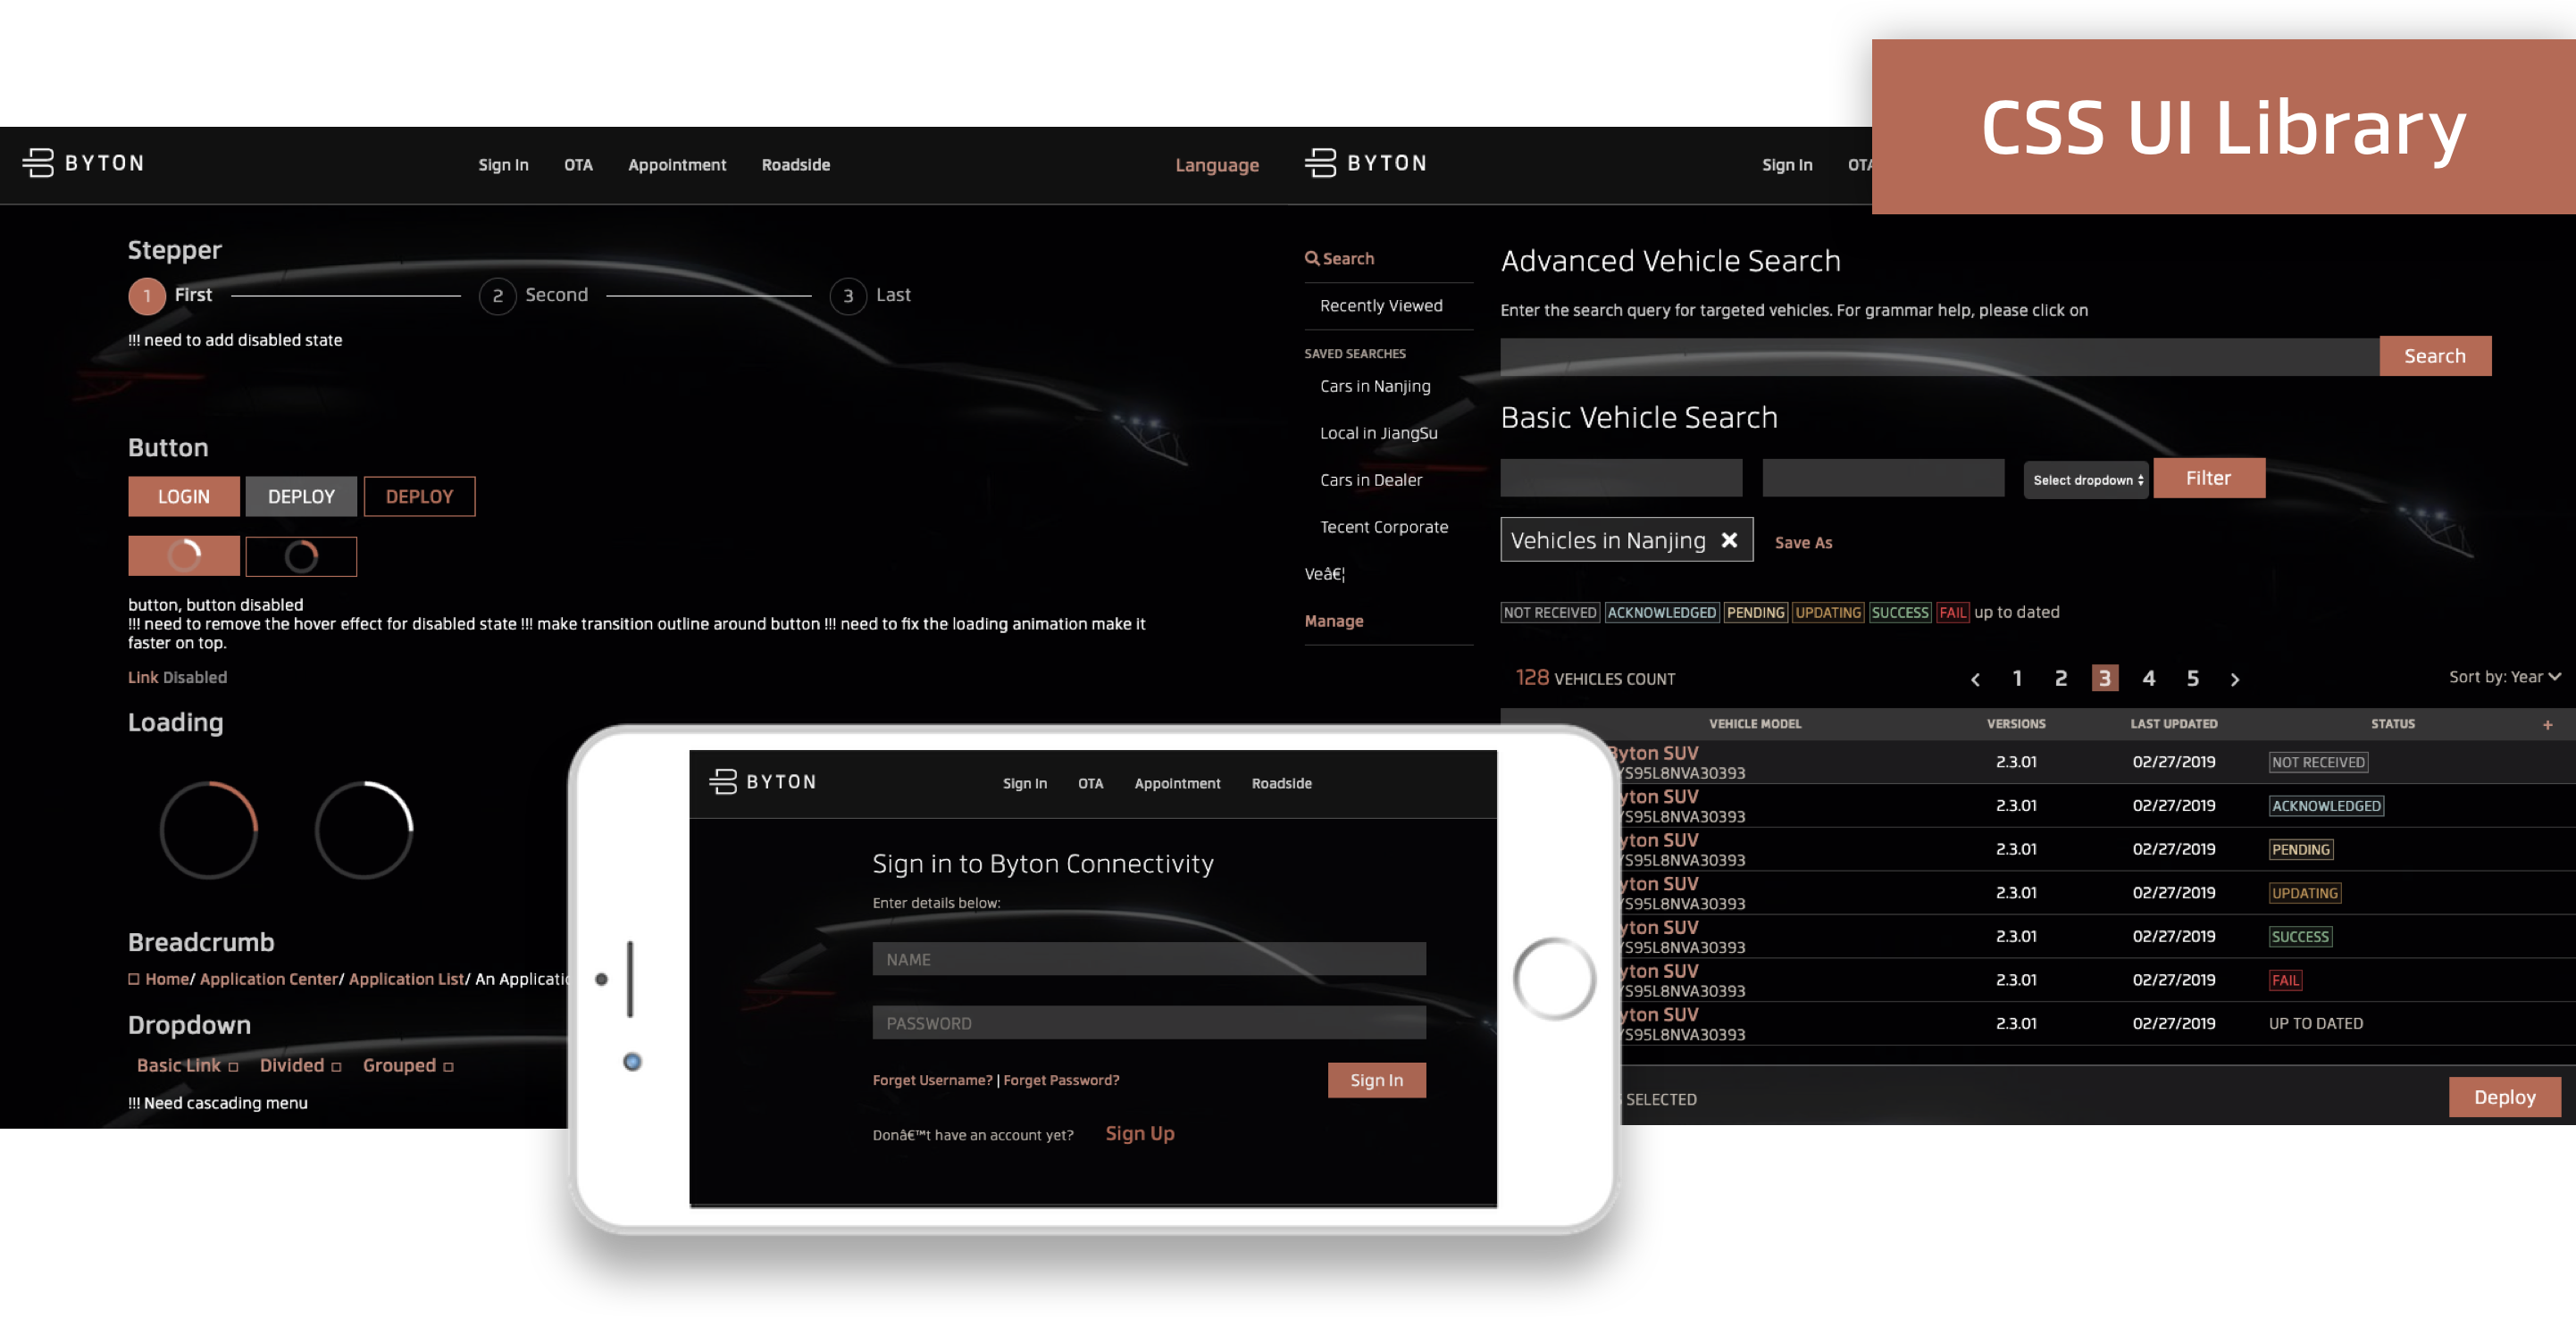 CSS UI Library
BYTON
Sign In
OTA
Appointment
Roadside
Language
Stepper
1 First
2 Second
3 Last
!!! need to add disabled state
Button
LOGIN
DEPLOY
DEPLOY
button, button disabled
!!! need to remove the hover effect for disabled state !!! make transition outline around button !!! need to fix the loading animation make it
faster on top.
Link Disabled
Loading
Breadcrumb
Home/ Application Center/ Application List/ An Applicatio
Dropdown
Basic Link
Divided
Grouped
!!! Need cascading menu
BYTON
Sign In
OTA
Search
Recently Viewed
SAVED SEARCHES
Cars in Nanjing
Local in JiangSu
Cars in Dealer
Tecent Corporate
Veâ€¦
Manage
Advanced Vehicle Search
Enter the search query for targeted vehicles. For grammar help, please click on
Search
Basic Vehicle Search
Select dropdown
Filter
Vehicles in Nanjing ✕
Save As
NOT RECEIVED ACKNOWLEDGED PENDING UPDATING SUCCESS FAIL up to dated
128 VEHICLES COUNT
< 1 2 3 4 5 >
Sort by: Year
VEHICLE MODEL VERSIONS LAST UPDATED STATUS +
Byton SUV
YS95L8NVA30393
2.3.01 02/27/2019 NOT RECEIVED
yton SUV
YS95L8NVA30393
2.3.01 02/27/2019 ACKNOWLEDGED
yton SUV
YS95L8NVA30393
2.3.01 02/27/2019 PENDING
yton SUV
YS95L8NVA30393
2.3.01 02/27/2019 UPDATING
yton SUV
YS95L8NVA30393
2.3.01 02/27/2019 SUCCESS
yton SUV
YS95L8NVA30393
2.3.01 02/27/2019 FAIL
yton SUV
YS95L8NVA30393
2.3.01 02/27/2019 UP TO DATED
SELECTED
Deploy
BYTON
Sign In
OTA
Appointment
Roadside
Sign in to Byton Connectivity
Enter details below:
NAME
PASSWORD
Forget Username? | Forget Password?
Sign In
Donâ€™t have an account yet?
Sign Up